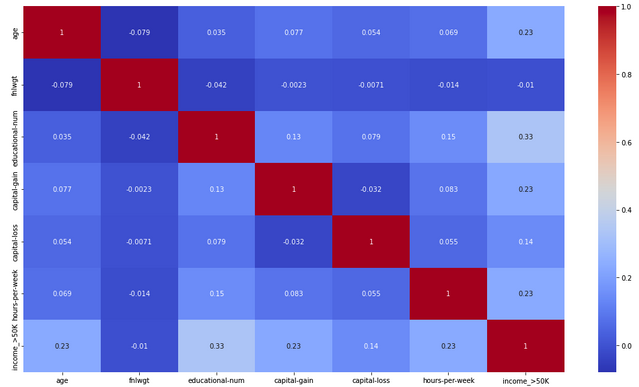 age 1 -0.079 0.035 0.077 0.054 0.069 0.23
fnlwgt -0.079 1 -0.042 -0.0023 -0.0071 -0.014 -0.01
educational-num 0.035 -0.042 1 0.13 0.079 0.15 0.33
capital-gain 0.077 -0.0023 0.13 1 -0.032 0.083 0.23
capital-loss 0.054 -0.0071 0.079 -0.032 1 0.055 0.14
hours-per-week 0.069 -0.014 0.15 0.083 0.055 1 0.23
income_>50K 0.23 -0.01 0.33 0.23 0.14 0.23 1
age fnlwgt educational-num capital-gain capital-loss hours-per-week income_>50K
1.0
0.8
0.6
0.4
0.2
0.0